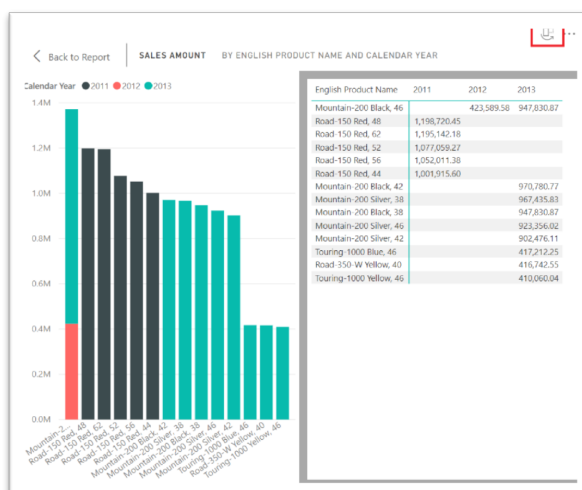 Back to Report
SALES AMOUNT BY ENGLISH PRODUCT NAME AND CALENDAR YEAR
Calendar Year 2011 2012 2013
1.4M
1.2M
1.0M
0.8M
0.6M
0.4M
0.2M
0.0M
Mountain-2...
Road-150 Red, 48
Road-150 Red, 62
Road-150 Red, 52
Road-150 Red, 56
Road-150 Red, 44
Mountain-200 Black, 42
Mountain-200 Silver, 38
Mountain-200 Black, 38
Mountain-200 Silver, 46
Mountain-200 Silver, 42
Touring-1000 Blue, 46
Road-350-W Yellow, 40
Touring-1000 Yellow, 46
English Product Name 2011 2012 2013
Mountain-200 Black, 46 423,589.58 947,830.87
Road-150 Red, 48 1,198,720.45
Road-150 Red, 62 1,195,142.18
Road-150 Red, 52 1,077,059.27
Road-150 Red, 56 1,052,011.38
Road-150 Red, 44 1,001,915.60
Mountain-200 Black, 42 970,780.77
Mountain-200 Silver, 38 967,435.83
Mountain-200 Black, 38 947,830.87
Mountain-200 Silver, 46 923,356.02
Mountain-200 Silver, 42 902,476.11
Touring-1000 Blue, 46 417,212.25
Road-350-W Yellow, 40 416,742.55
Touring-1000 Yellow, 46 410,060.04